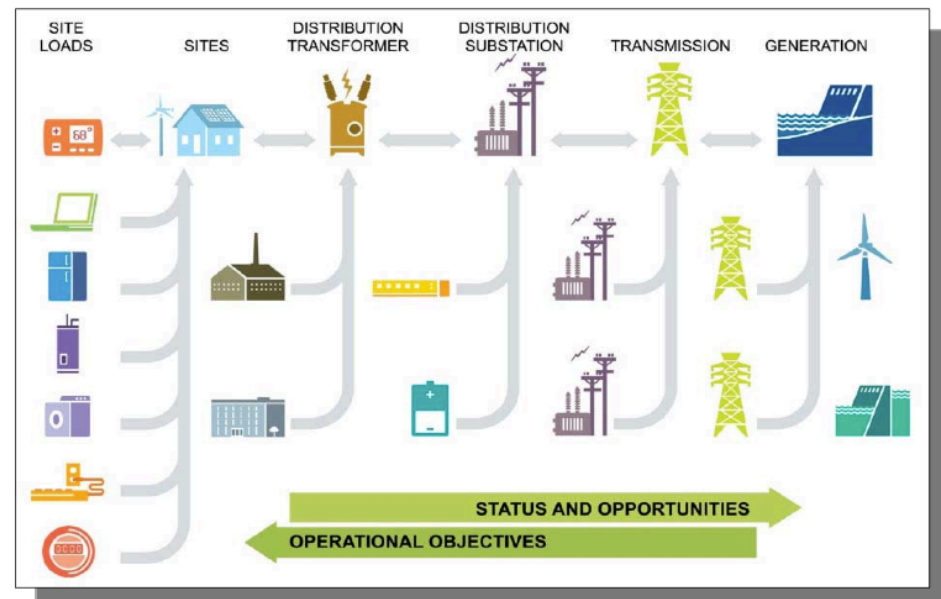 SITE
LOADS
SITES
DISTRIBUTION
TRANSFORMER
DISTRIBUTION
SUBSTATION
TRANSMISSION
GENERATION
68°
STATUS AND OPPORTUNITIES
OPERATIONAL OBJECTIVES